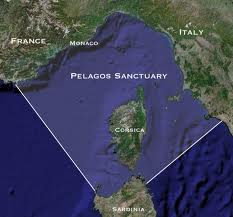 France
Monaco
Italy
Pelagos Sanctuary
Corsica
Sardinia